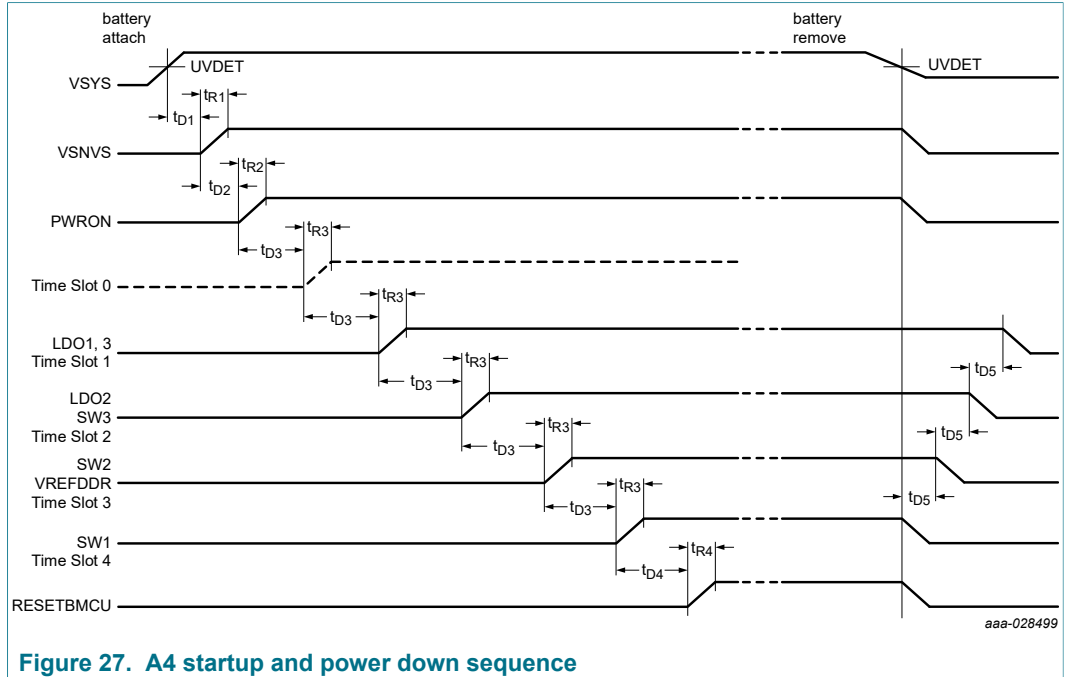 battery
attach
battery
remove
UVDET
UVDET
VSYS
tR1
tD1
VSNVS
tR2
tD2
PWRON
tR3
tD3
Time Slot 0
tR3
tD3
LDO1, 3
Time Slot 1
tR3
tD5
tD3
LDO2
SW3
Time Slot 2
tR3
tD5
tD3
SW2
VREFDDR
Time Slot 3
tR3
tD5
tD3
SW1
Time Slot 4
tR4
tD4
RESETBMCU
aaa-028499
Figure 27. A4 startup and power down sequence